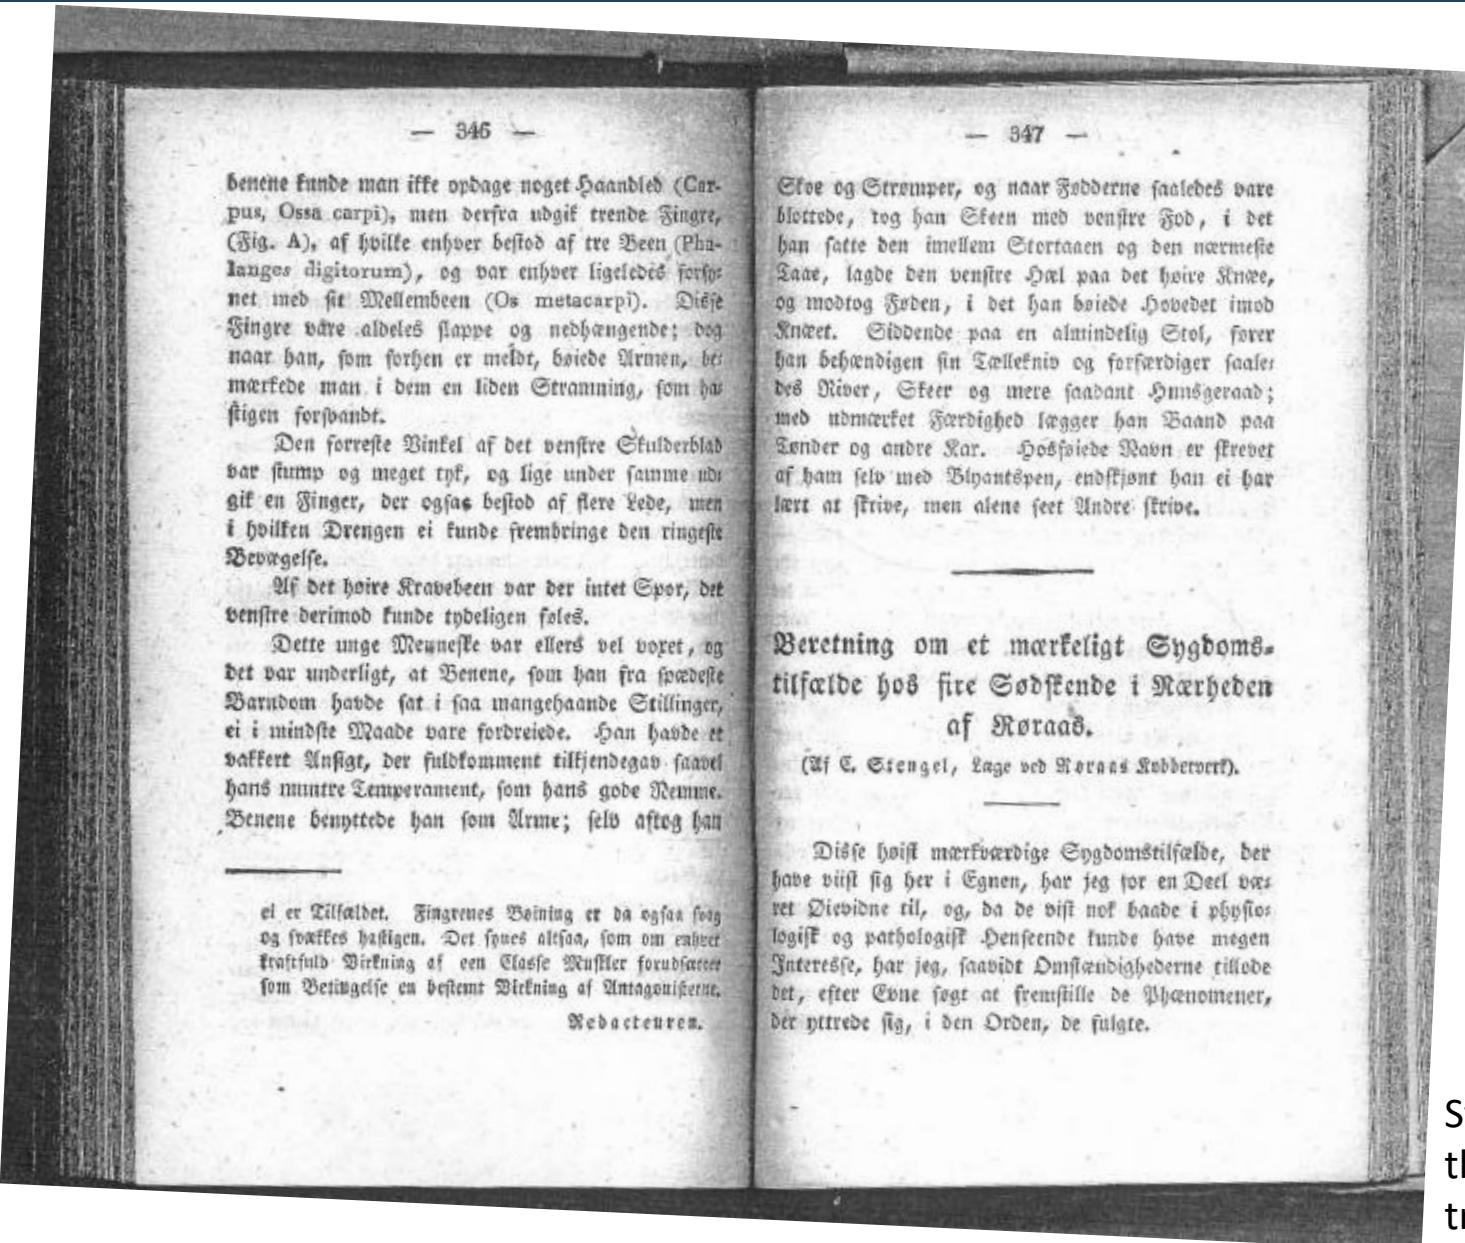 — 346 —
benene kunde man ikke opdage noget Haandled (Car-
pus, Ossa carpi), men derfra udgik trende Fingre,
(Fig. A), af hvilke enhver bestod af tre Been (Pha-
langes digitorum), og var enhver ligeledes forsy-
net med sit Mellembeen (Os metacarpi). Disse
Fingre vare aldeles slappe og nedhængende; dog
naar han, som forhen er meldt, bøiede Armen, be-
mærkede man i dem en liden Stramning, som ha-
stigen forsvandt.
Den forreste Vinkel af det venstre Skulderblad
var stump og meget tyk, og lige under samme ud-
gik en Finger, der ogsaa bestod af flere Lede, men
i hvilken Drengen ei kunde frembringe den ringeste
Bevægelse.
Af det høire Kravebeen var der intet Spor, det
venstre derimod kunde tydeligen føles.
Dette unge Menneske var ellers vel voxet, og
det var underligt, at Benene, som han fra spædeste
Barndom havde sat i saa mangehaande Stillinger,
ei i mindste Maade vare fordreiede. Han havde et
vakkert Ansigt, der fuldkomment tilkjendegav saavel
hans muntre Temperament, som hans gode Nemme.
Benene benyttede han som Arme; selv aftog han
ei er Tilfældet. Fingrenes Bøining er da ogsaa svag
og svækkes hastigen. Det synes altsaa, som om enhver
kraftfuld Virkning af een Classe Muskler forudsætter
som Betingelse en bestemt Virkning af Antagonisterne.
Redacteuren.
— 347 —
Skoe og Strømper, og naar Fødderne saaledes vare
blottede, tog han Skeen med venstre Fod, i det
han satte den imellem Stortaaen og den nærmeste
Taae, lagde den venstre Hæl paa det høire Knæe,
og modtog Føden, i det han bøiede Hovedet imod
Knæet. Siddende paa en almindelig Stol, fører
han behændigen sin Tællekniv og forfærdiger saale-
des River, Skeer og mere saadant Huusgeraad;
med udmærket Færdighed lægger han Baand paa
Tønder og andre Kar. Hosføiede Navn er skrevet
af ham selv med Blyantspen, endskjønt han ei har
lært at skrive, men alene seet Andre skrive.
Beretning om et mærkeligt Sygdoms-
tilfælde hos fire Sødskende i Nærheden
af Røraas.
(Af C. Stengel, Læge ved Røraas Kobberverk).
Disse høist mærkværdige Sygdomstilfælde, der
have viist sig her i Egnen, har jeg for en Deel væ-
ret Øievidne til, og, da de vist nok baade i physio-
logisk og pathologisk Henseende kunde have megen
Interesse, har jeg, saavidt Omstændighederne tillode
det, efter Evne søgt at fremstille de Phænomener,
der yttrede sig, i den Orden, de fulgte.